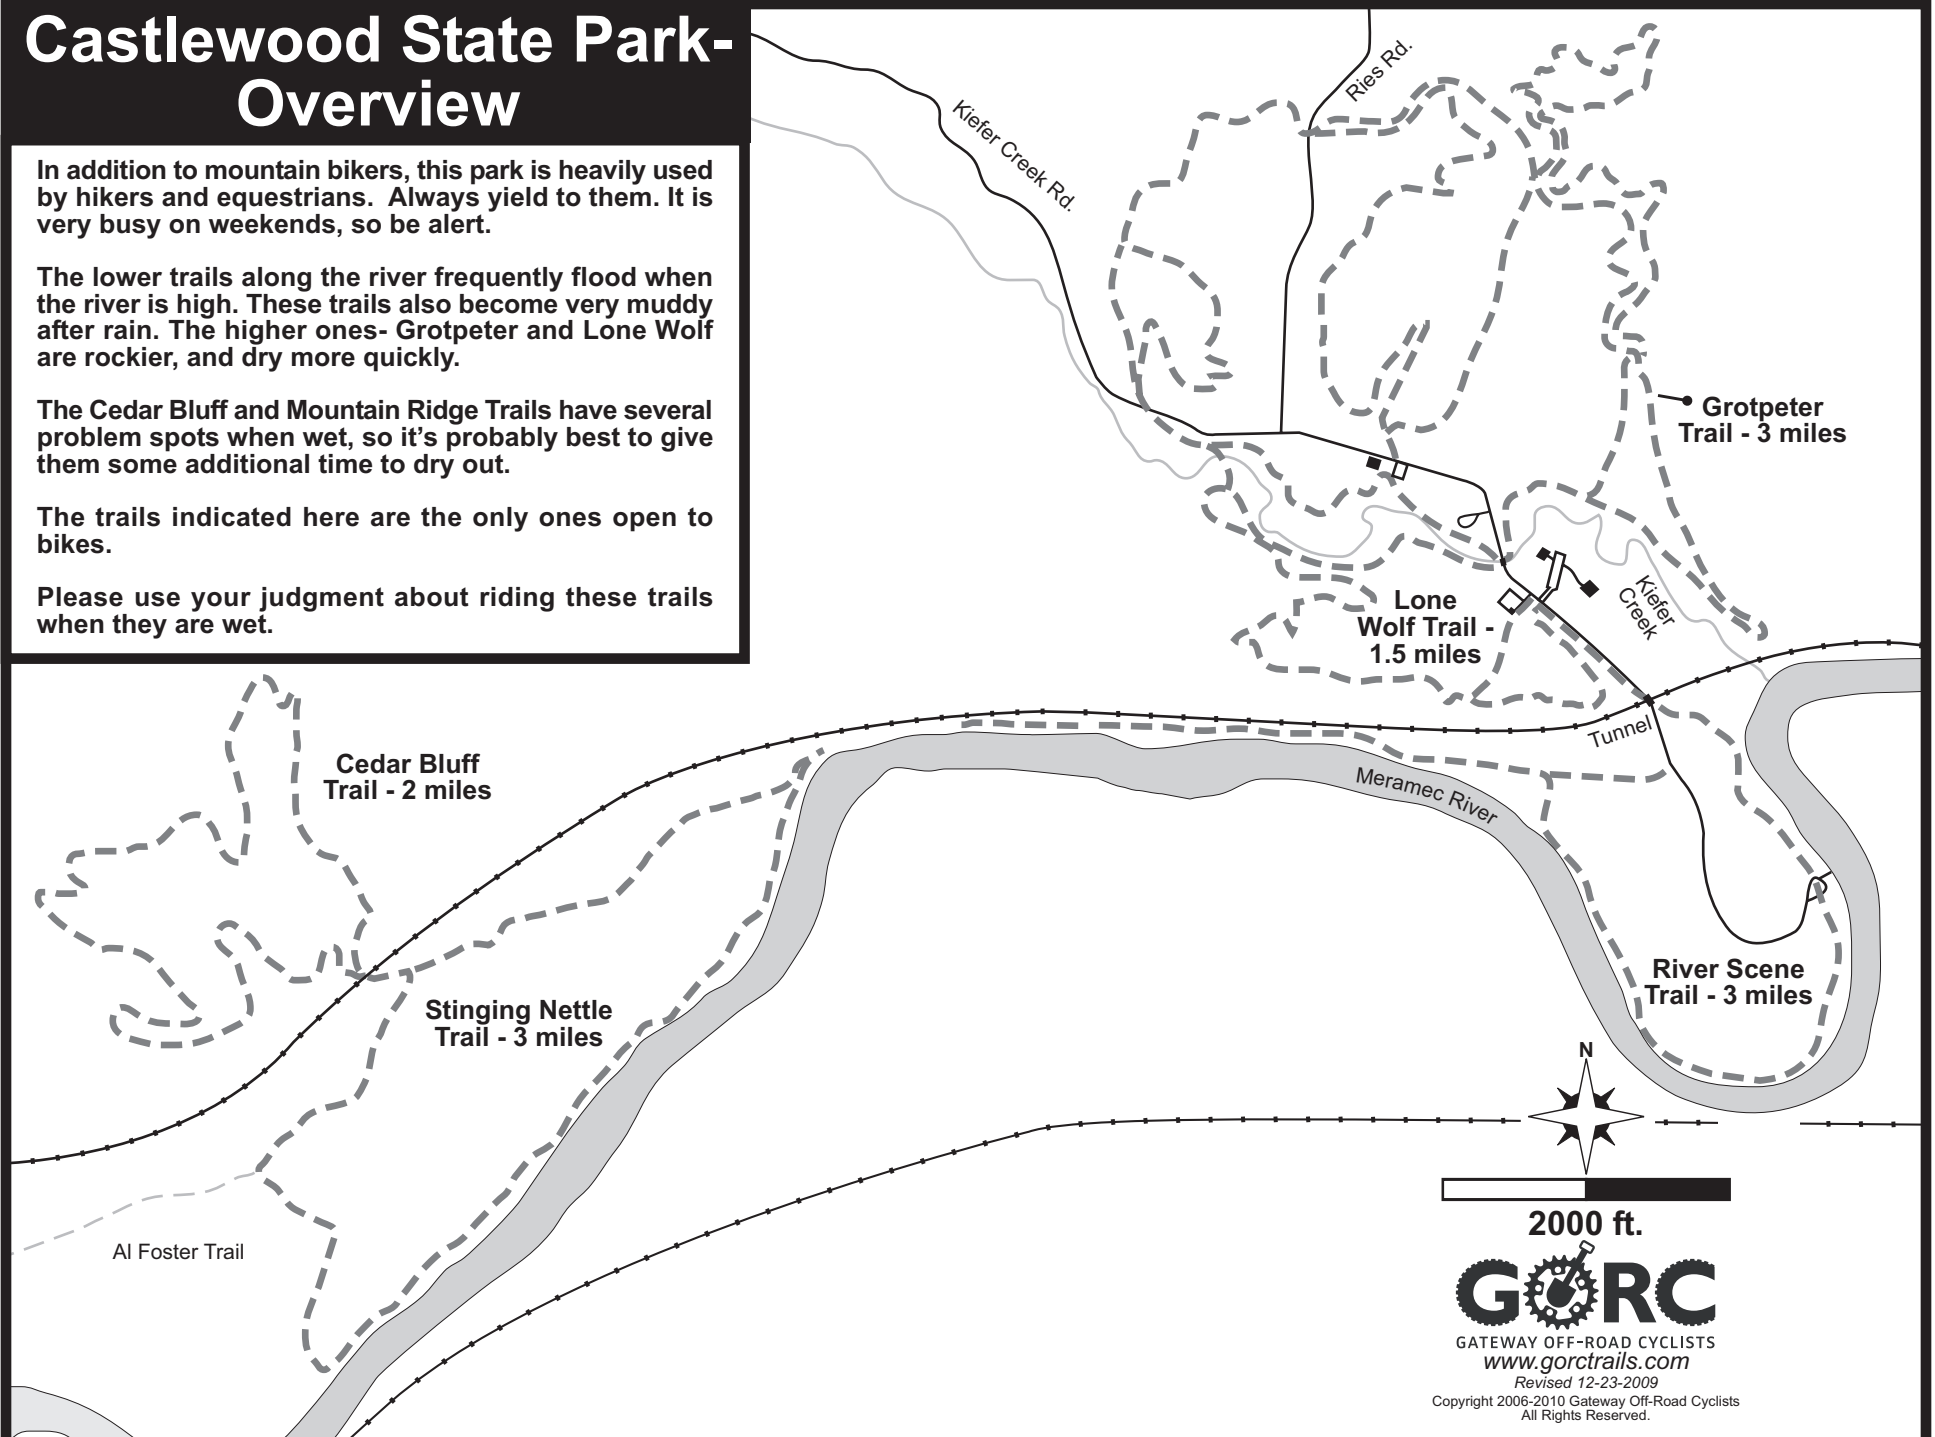 Castlewood State Park-
Overview
In addition to mountain bikers, this park is heavily used
by hikers and equestrians.  Always yield to them. It is
very busy on weekends, so be alert.
The lower trails along the river frequently flood when
the river is high. These trails also become very muddy
after rain. The higher ones- Grotpeter and Lone Wolf
are rockier, and dry more quickly.
The Cedar Bluff and Mountain Ridge Trails have several
problem spots when wet, so it’s probably best to give
them some additional time to dry out.
The trails indicated here are the only ones open to
bikes.
Please use your judgment about riding these trails
when they are wet.
Kiefer Creek Rd.
Ries Rd.
Grotpeter
Trail - 3 miles
Kiefer
Creek
Lone
Wolf Trail -
1.5 miles
Tunnel
Meramec River
Cedar Bluff
Trail - 2 miles
Stinging Nettle
Trail - 3 miles
River Scene
Trail - 3 miles
Al Foster Trail
N
2000 ft.
GORC
GATEWAY OFF-ROAD CYCLISTS
www.gorctrails.com
Revised 12-23-2009
Copyright 2006-2010 Gateway Off-Road Cyclists
All Rights Reserved.